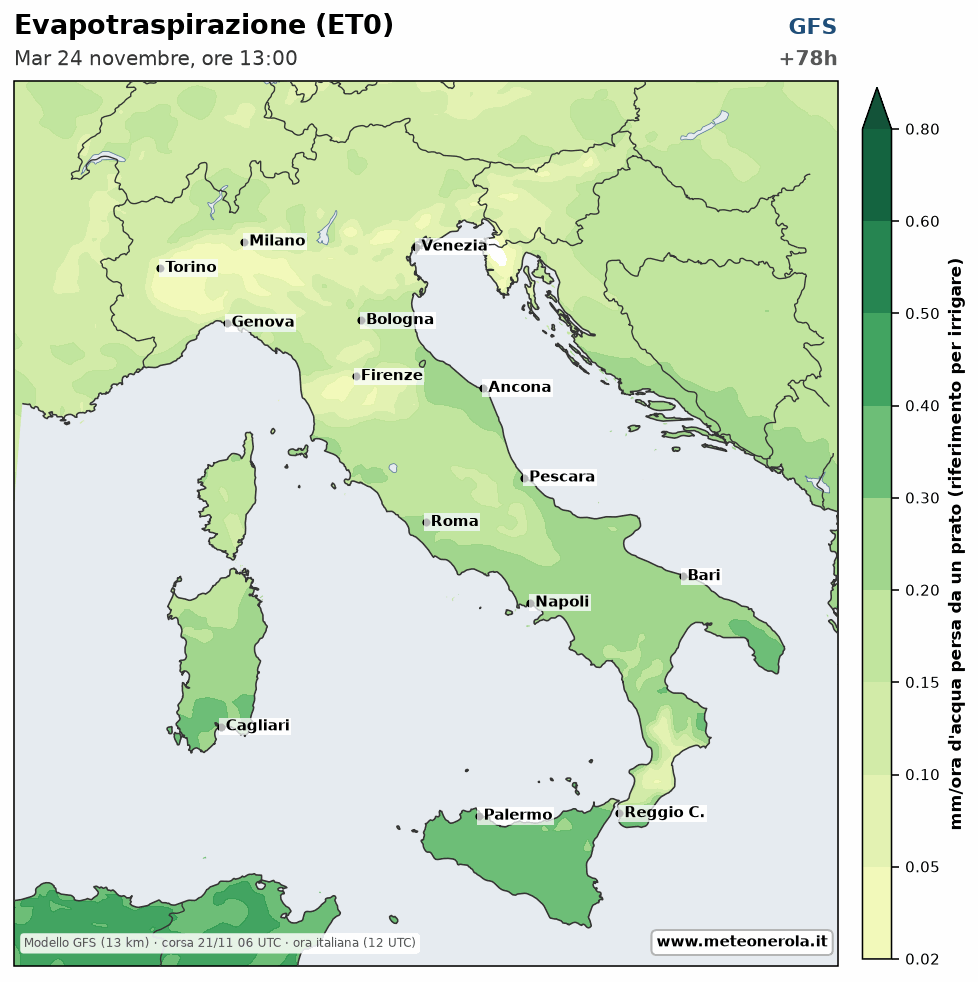 Evapotraspirazione (ET0)
GFS
Mar 24 novembre, ore 13:00
+78h
Milano
Venezia
Torino
Genova
Bologna
Firenze
Ancona
Pescara
Roma
Bari
Napoli
Cagliari
Palermo
Reggio C.
0.80
0.60
0.50
0.40
0.30
0.20
0.15
0.10
0.05
0.02
mm/ora d'acqua persa da un prato (riferimento per irrigare)
Modello GFS (13 km) · corsa 21/11 06 UTC · ora italiana (12 UTC)
www.meteonerola.it